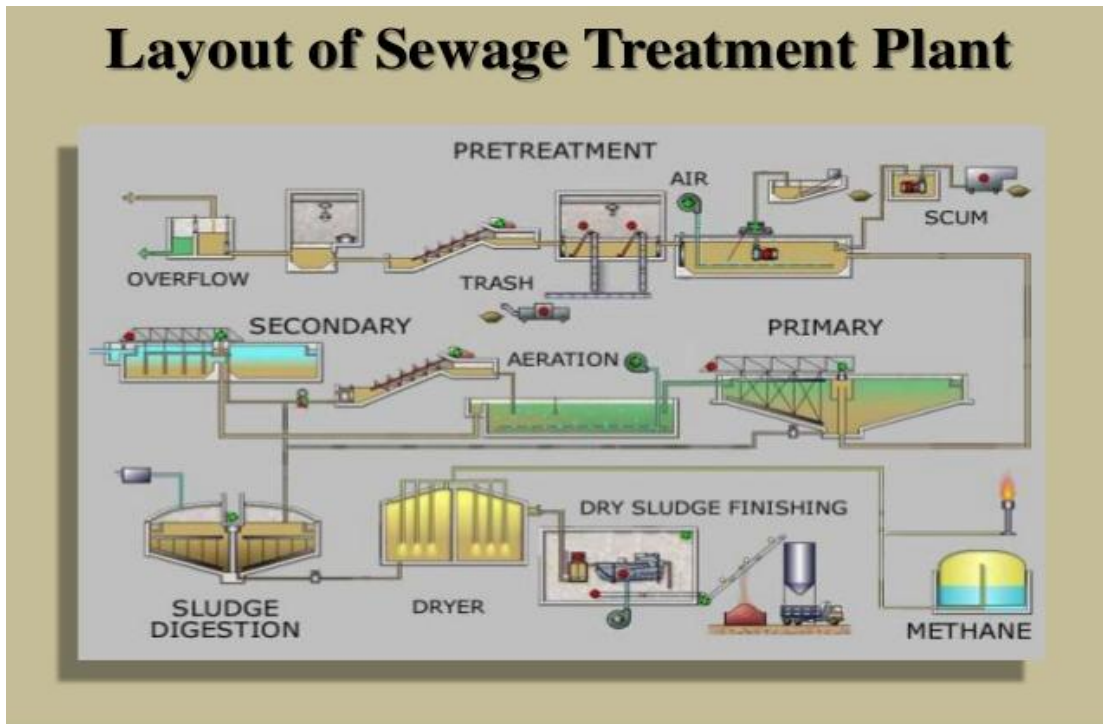 Layout of Sewage Treatment Plant
PRETREATMENT
AIR
SCUM
OVERFLOW
TRASH
SECONDARY
PRIMARY
AERATION
DRY SLUDGE FINISHING
SLUDGE
DIGESTION
DRYER
METHANE